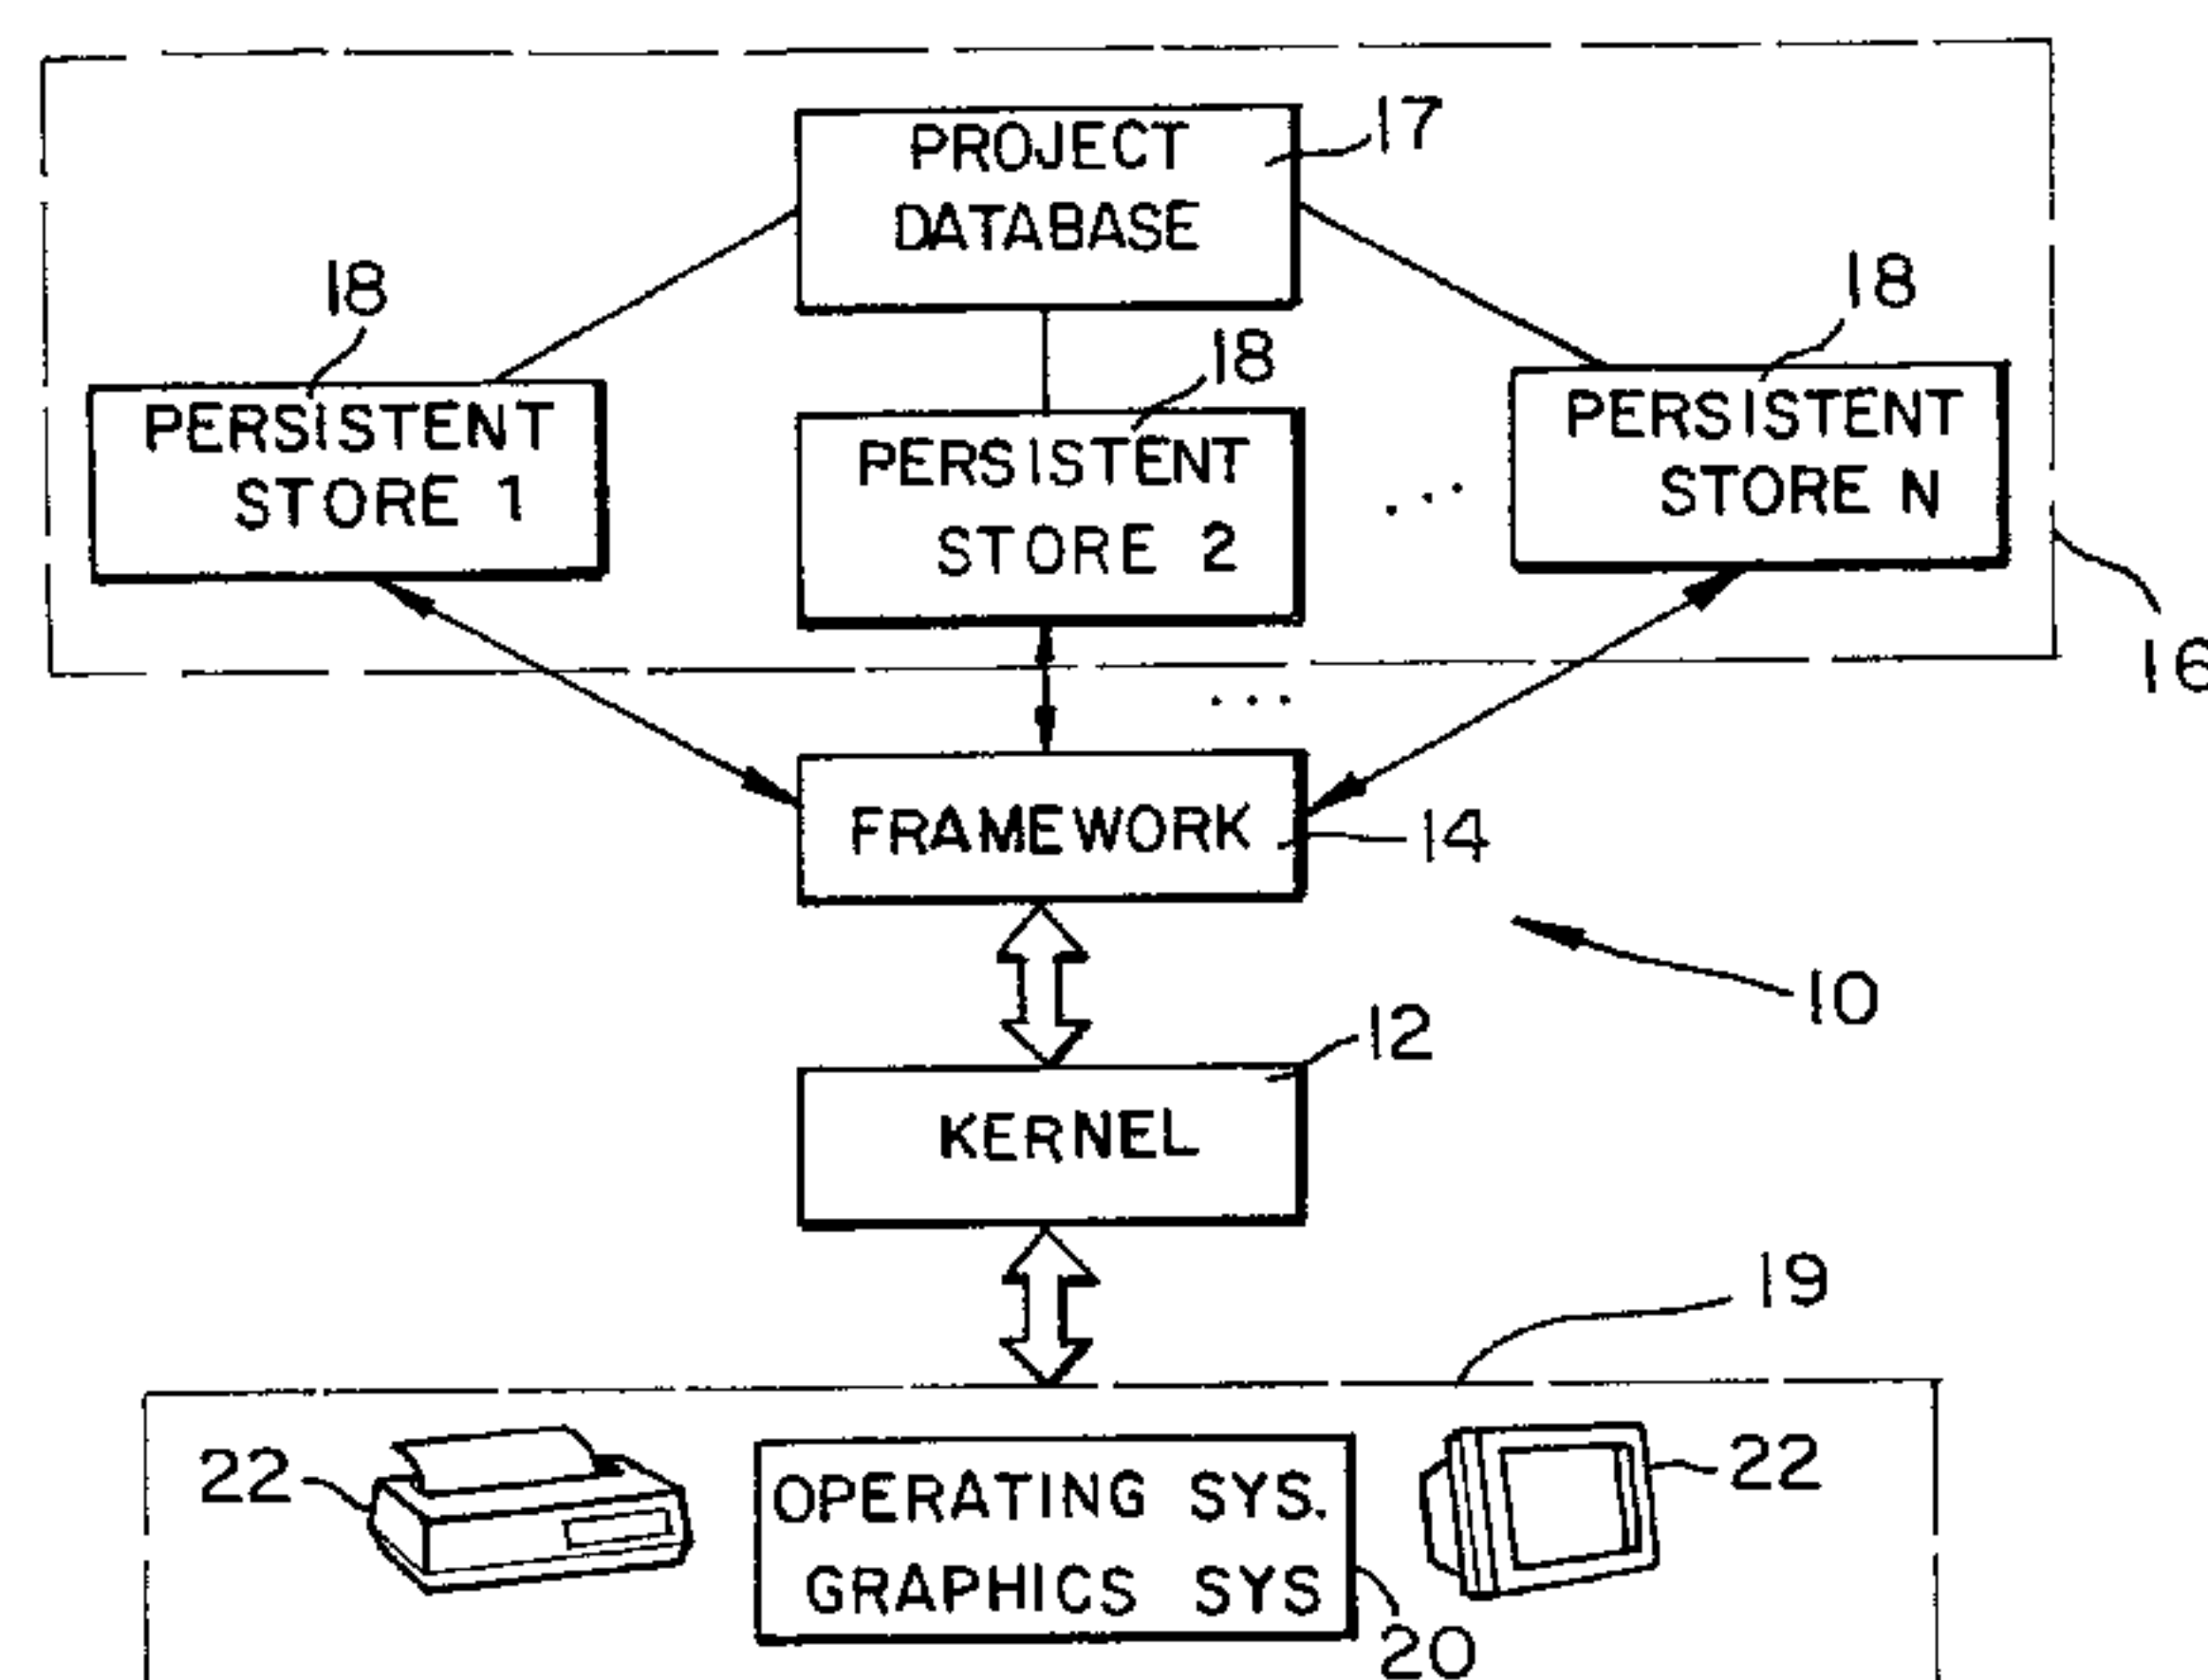 PROJECT
DATABASE
17
18
18
18
PERSISTENT
STORE 1
PERSISTENT
STORE 2
PERSISTENT
STORE N
16
FRAMEWORK
14
10
12
KERNEL
19
22
OPERATING SYS.
GRAPHICS SYS
22
20